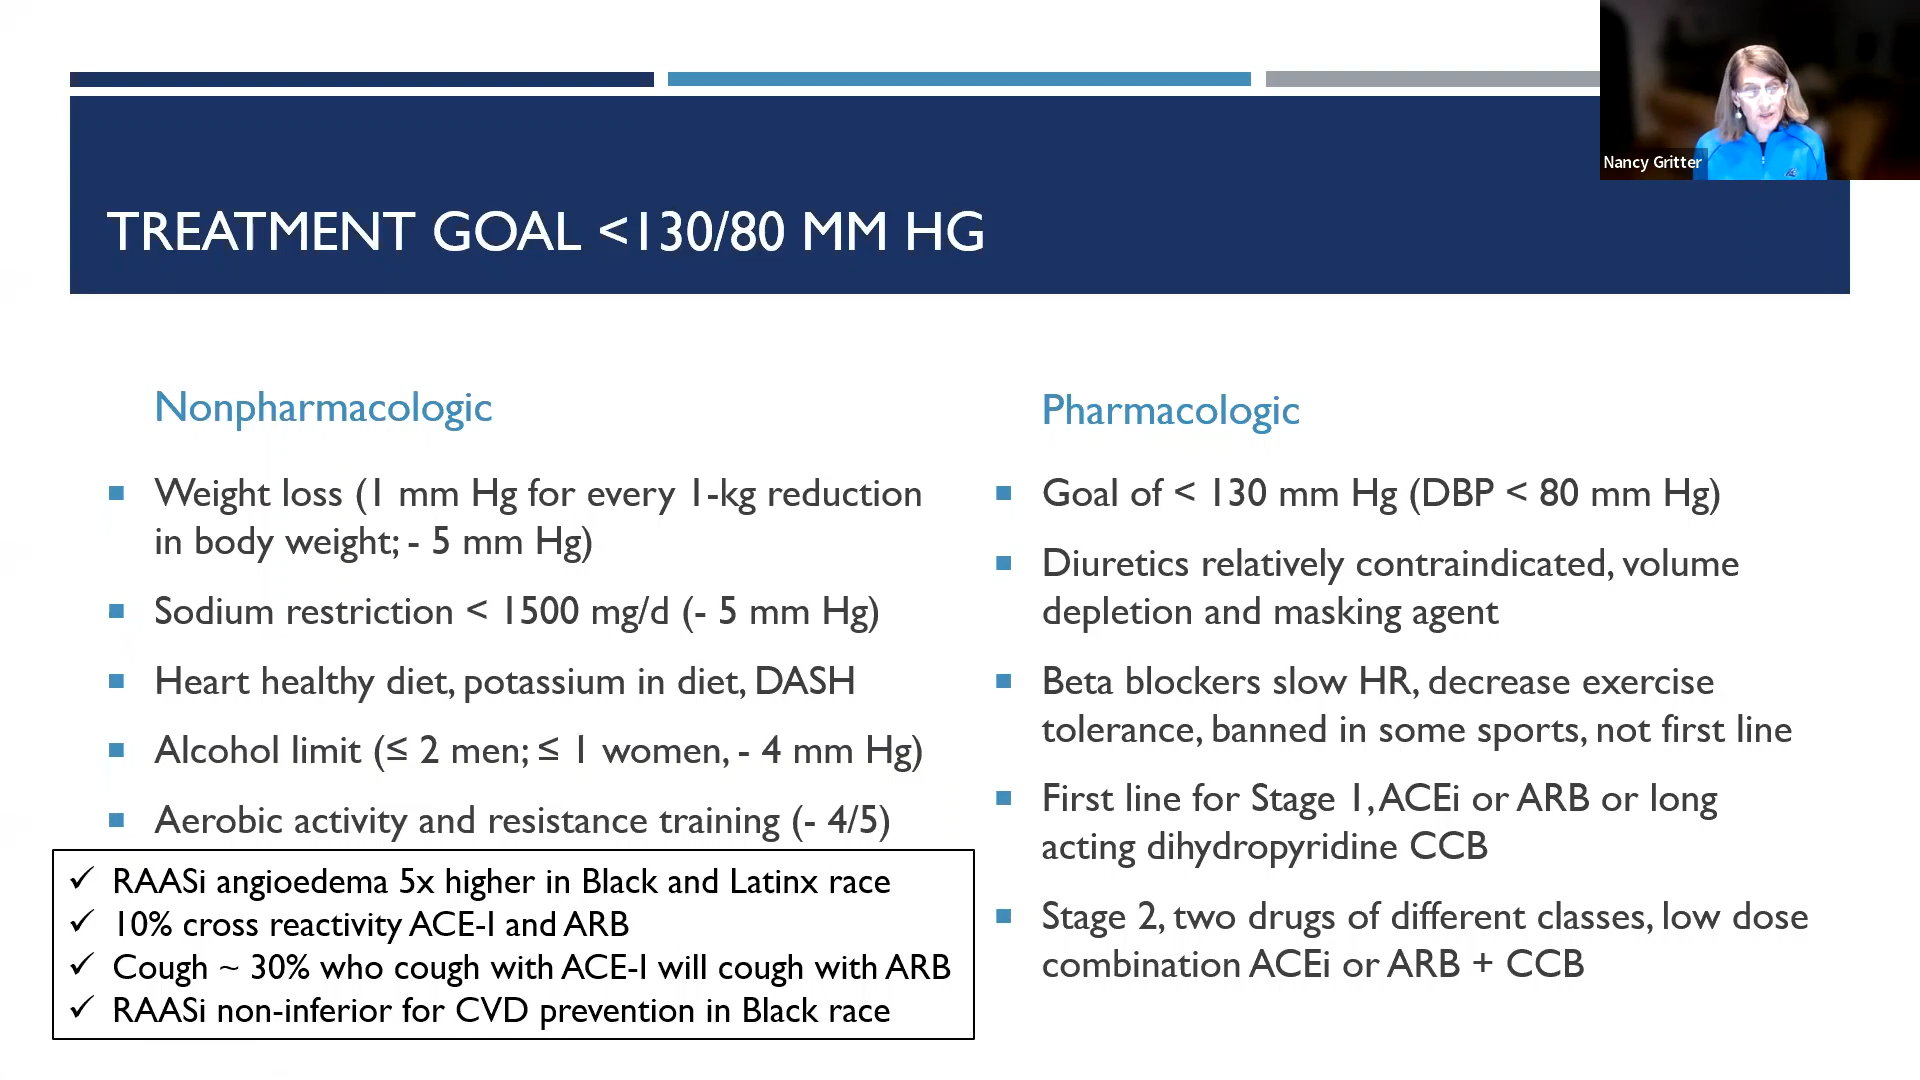 Nancy Gritter
TREATMENT GOAL <130/80 MM HG
Nonpharmacologic
Weight loss (1 mm Hg for every 1-kg reduction
in body weight; - 5 mm Hg)
Sodium restriction < 1500 mg/d (- 5 mm Hg)
Heart healthy diet, potassium in diet, DASH
Alcohol limit (≤ 2 men; ≤ 1 women, - 4 mm Hg)
Aerobic activity and resistance training (- 4/5)
✓ RAASi angioedema 5x higher in Black and Latinx race
✓ 10% cross reactivity ACE-I and ARB
✓ Cough ~ 30% who cough with ACE-I will cough with ARB
✓ RAASi non-inferior for CVD prevention in Black race
Pharmacologic
Goal of < 130 mm Hg (DBP < 80 mm Hg)
Diuretics relatively contraindicated, volume
depletion and masking agent
Beta blockers slow HR, decrease exercise
tolerance, banned in some sports, not first line
First line for Stage 1, ACEi or ARB or long
acting dihydropyridine CCB
Stage 2, two drugs of different classes, low dose
combination ACEi or ARB + CCB